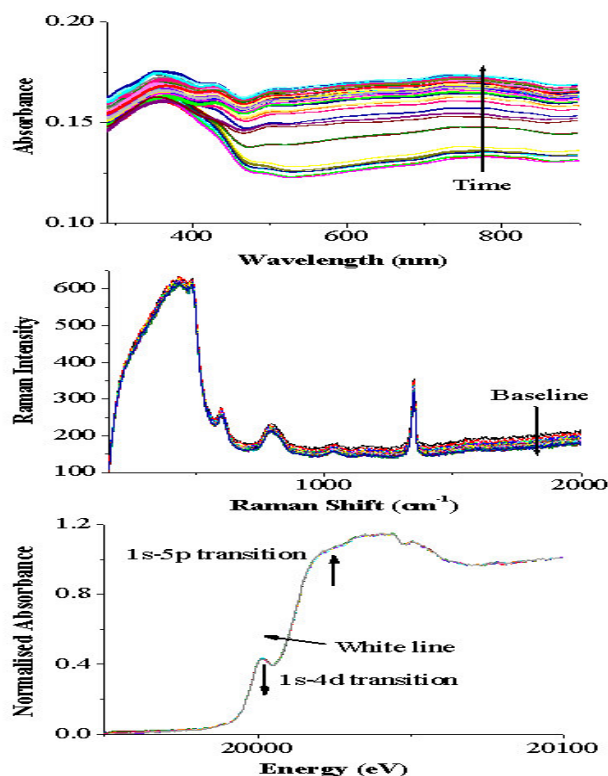 0.20
0.15
0.10
Absorbance
Time
400
600
800
Wavelength (nm)
600
500
400
300
200
100
Raman Intensity
Baseline
1000
2000
Raman Shift (cm-1)
1.2
0.8
0.4
0.0
Normalised Absorbance
1s-5p transition
White line
1s-4d transition
20000
20100
Energy (eV)